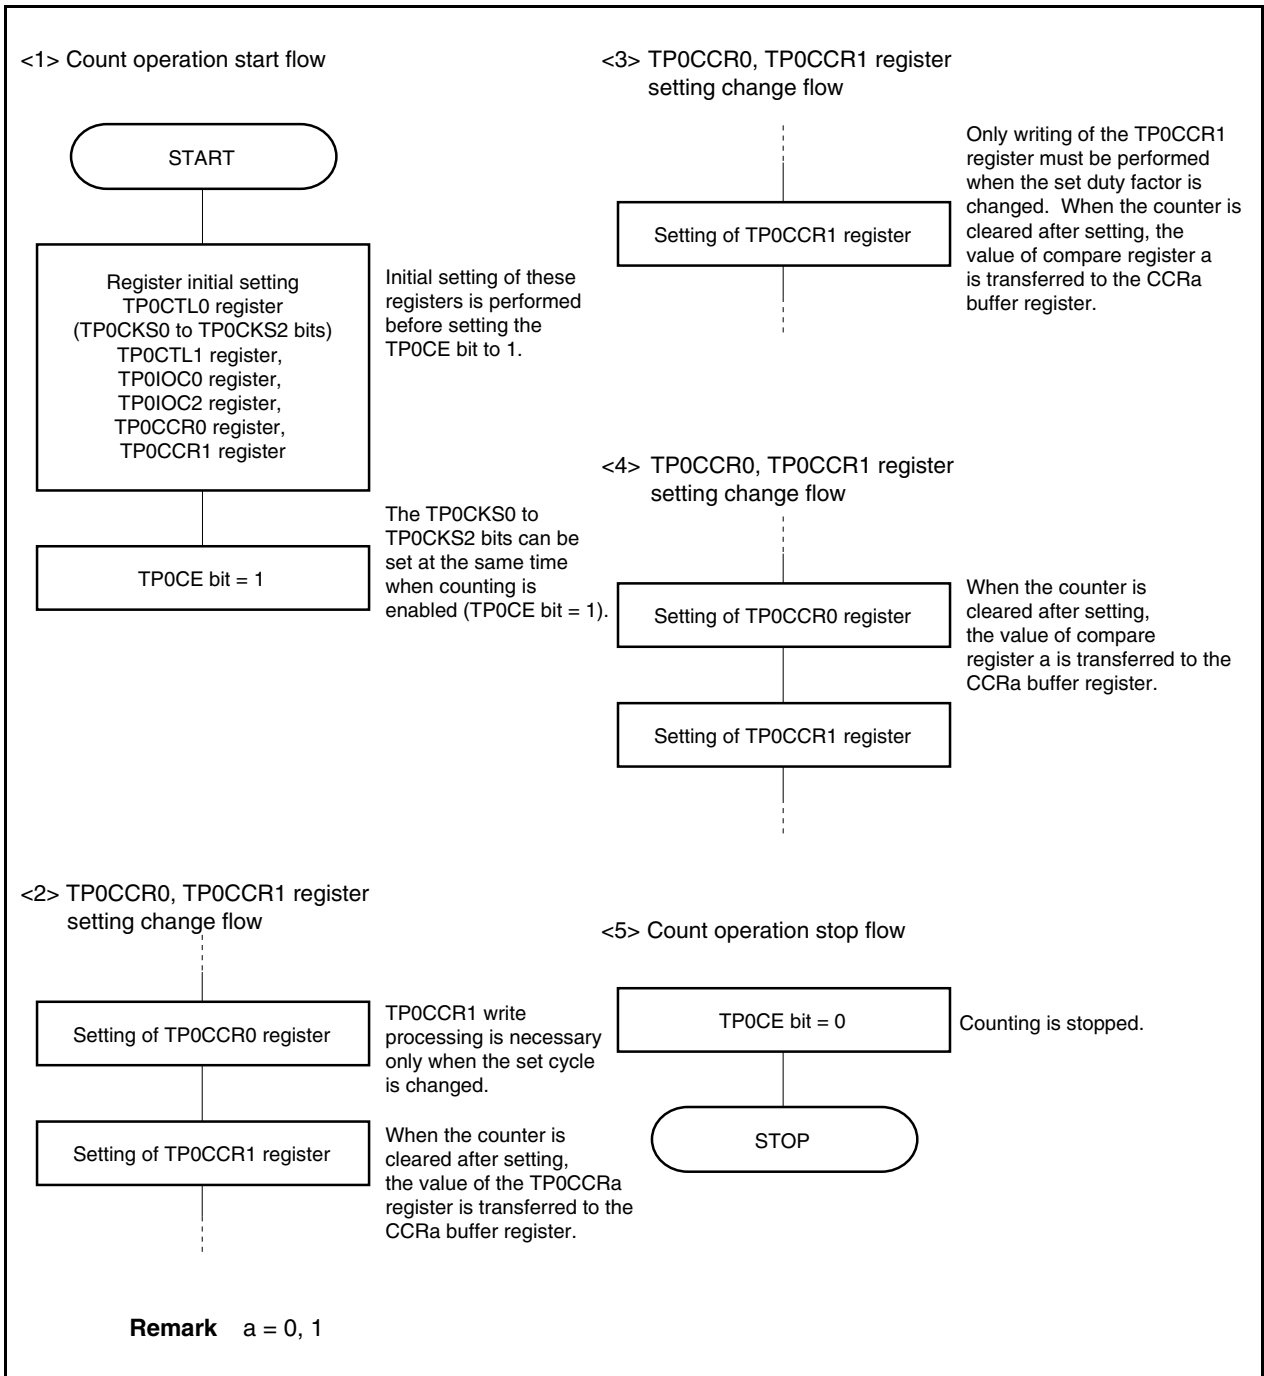 <1> Count operation start flow
START
Register initial setting
TP0CTL0 register
(TP0CKS0 to TP0CKS2 bits)
TP0CTL1 register,
TP0IOC0 register,
TP0IOC2 register,
TP0CCR0 register,
TP0CCR1 register
Initial setting of these
registers is performed
before setting the
TP0CE bit to 1.
TP0CE bit = 1
The TP0CKS0 to
TP0CKS2 bits can be
set at the same time
when counting is
enabled (TP0CE bit = 1).
<2> TP0CCR0, TP0CCR1 register
setting change flow
Setting of TP0CCR0 register
TP0CCR1 write
processing is necessary
only when the set cycle
is changed.
Setting of TP0CCR1 register
When the counter is
cleared after setting,
the value of the TP0CCRa
register is transferred to the
CCRa buffer register.
<3> TP0CCR0, TP0CCR1 register
setting change flow
Setting of TP0CCR1 register
Only writing of the TP0CCR1
register must be performed
when the set duty factor is
changed.  When the counter is
cleared after setting, the
value of compare register a
is transferred to the CCRa
buffer register.
<4> TP0CCR0, TP0CCR1 register
setting change flow
Setting of TP0CCR0 register
When the counter is
cleared after setting,
the value of compare
register a is transferred to the
CCRa buffer register.
Setting of TP0CCR1 register
<5> Count operation stop flow
TP0CE bit = 0
Counting is stopped.
STOP
Remark a = 0, 1